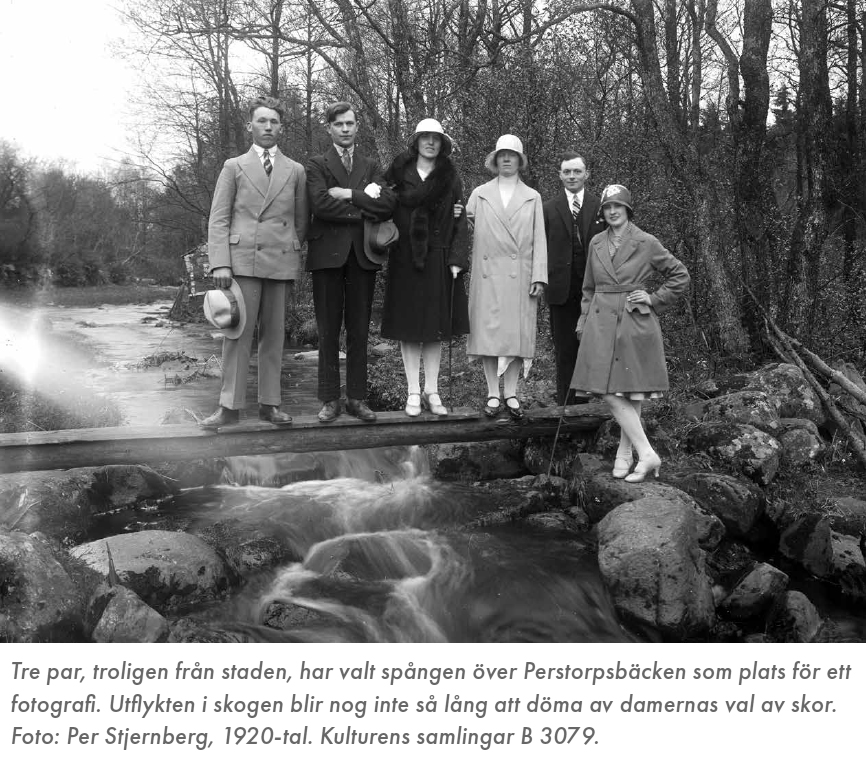 Tre par, troligen från staden, har valt spången över Perstorpsbäcken som plats för ett
fotografi. Utflykten i skogen blir nog inte så lång att döma av damernas val av skor.
Foto: Per Stjernberg, 1920-tal. Kulturens samlingar B 3079.